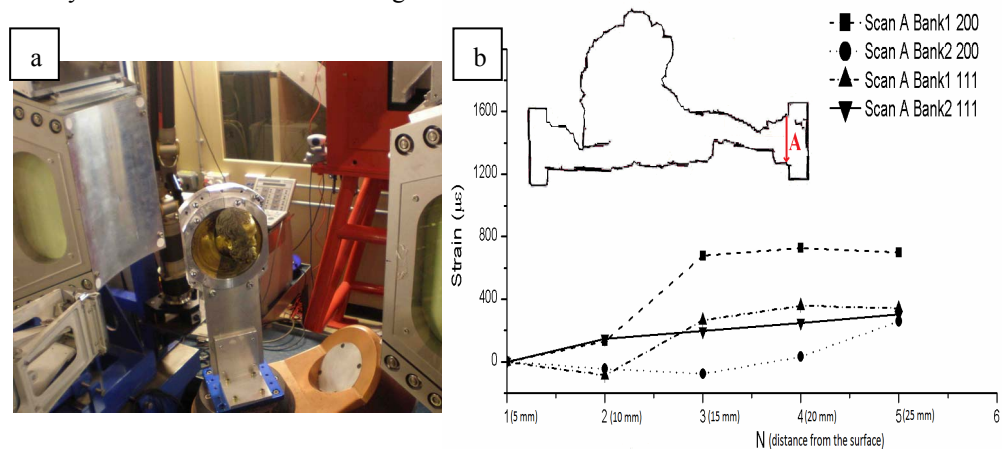 a
b
Scan A Bank1 200
Scan A Bank2 200
Scan A Bank1 111
Scan A Bank2 111
A
Strain (με)
1600
1200
800
400
0
1(5 mm)
2(10 mm)
3(15 mm)
4(20 mm)
5(25 mm)
6
N (distance from the surface)